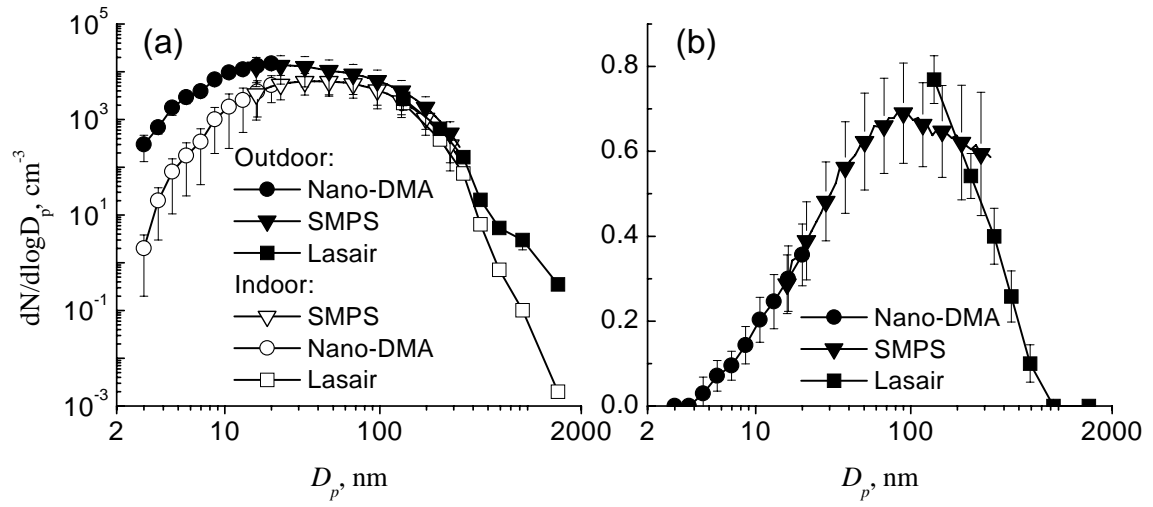 (a)
10^5
10^3
10^1
10^-1
10^-3
dN/dlogD_p, cm^-3
Outdoor:
Nano-DMA
SMPS
Lasair
Indoor:
SMPS
Nano-DMA
Lasair
2 10 100 2000
D_p, nm
(b)
0.8
0.6
0.4
0.2
0.0
Nano-DMA
SMPS
Lasair
2 10 100 2000
D_p, nm